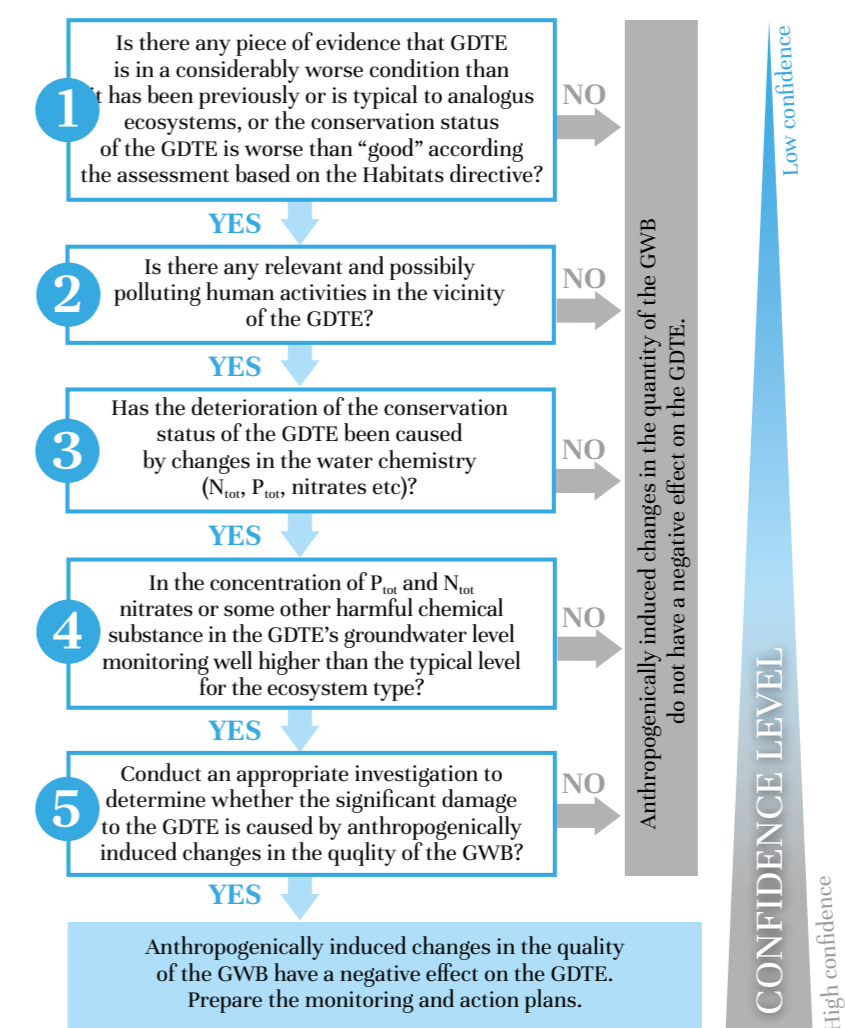 Is there any piece of evidence that GDTE
is in a considerably worse condition than
it has been previously or is typical to analogus
ecosystems, or the conservation status
of the GDTE is worse than “good” according
the assessment based on the Habitats directive?
1
NO
YES
Is there any relevant and possibily
polluting human activities in the vicinity
of the GDTE?
2
NO
YES
Has the deterioration of the conservation
status of the GDTE been caused
by changes in the water chemistry
(Ntot, Ptot, nitrates etc)?
3
NO
YES
In the concentration of Ptot and Ntot
nitrates or some other harmful chemical
substance in the GDTE’s groundwater level
monitoring well higher than the typical level
for the ecosystem type?
4
NO
YES
Conduct an appropriate investigation to
determine whether the significant damage
to the GDTE is caused by anthropogenically
induced changes in the quqlity of the GWB?
5
NO
YES
Anthropogenically induced changes in the quality
of the GWB have a negative effect on the GDTE.
Prepare the monitoring and action plans.
Anthropogenically induced changes in the quantity of the GWB
do not have a negative effect on the GDTE.
Low confidence
CONFIDENCE LEVEL
High confidence